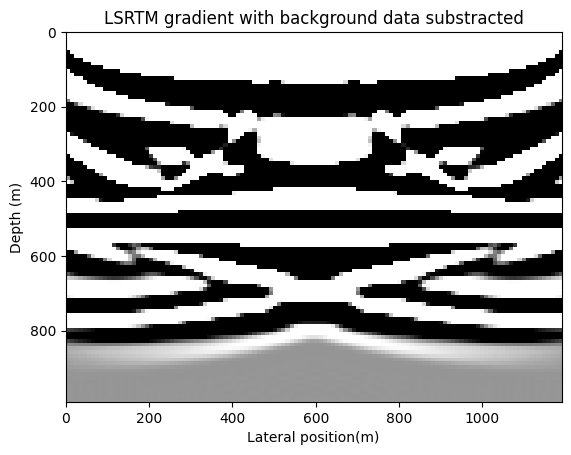 LSRTM gradient with background data substracted
0
200
400
600
800
Depth (m)
0 200 400 600 800 1000
Lateral position(m)